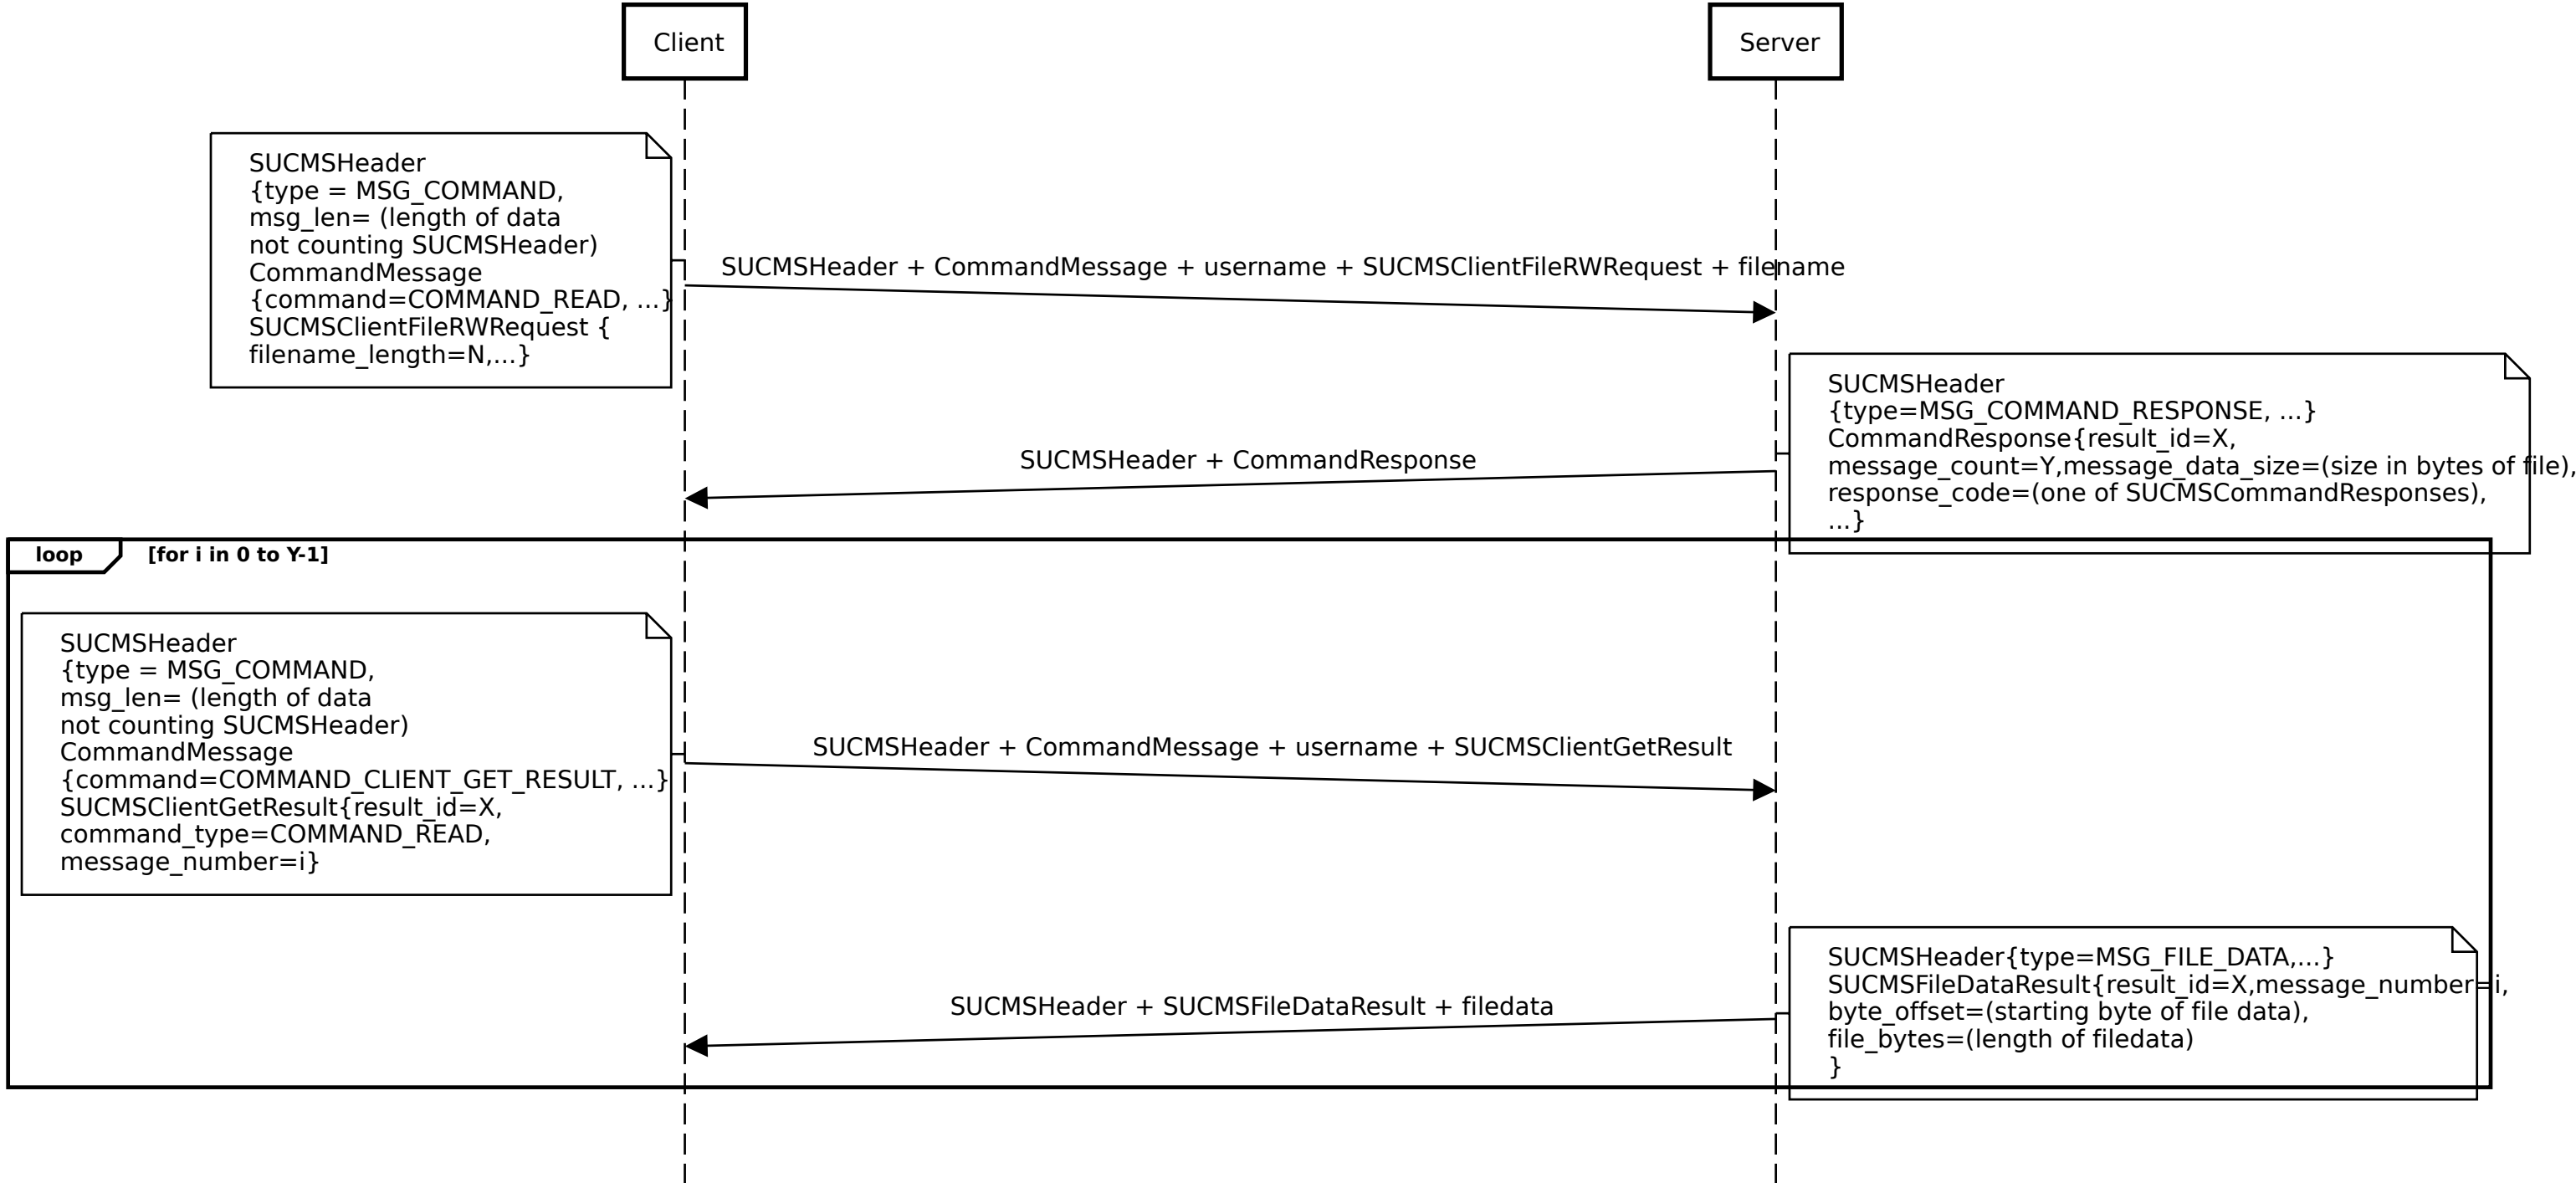 Client
Server
SUCMSHeader
{type = MSG_COMMAND,
msg_len= (length of data
not counting SUCMSHeader)
CommandMessage
{command=COMMAND_READ, ...}
SUCMSClientFileRWRequest {
filename_length=N,...}
SUCMSHeader + CommandMessage + username + SUCMSClientFileRWRequest + filename
SUCMSHeader
{type=MSG_COMMAND_RESPONSE, ...}
CommandResponse{result_id=X,
message_count=Y,message_data_size=(size in bytes of file),
response_code=(one of SUCMSCommandResponses),
...}
SUCMSHeader + CommandResponse
loop
[for i in 0 to Y-1]
SUCMSHeader
{type = MSG_COMMAND,
msg_len= (length of data
not counting SUCMSHeader)
CommandMessage
{command=COMMAND_CLIENT_GET_RESULT, ...}
SUCMSClientGetResult{result_id=X,
command_type=COMMAND_READ,
message_number=i}
SUCMSHeader + CommandMessage + username + SUCMSClientGetResult
SUCMSHeader{type=MSG_FILE_DATA,...}
SUCMSFileDataResult{result_id=X,message_number=i,
byte_offset=(starting byte of file data),
file_bytes=(length of filedata)
}
SUCMSHeader + SUCMSFileDataResult + filedata